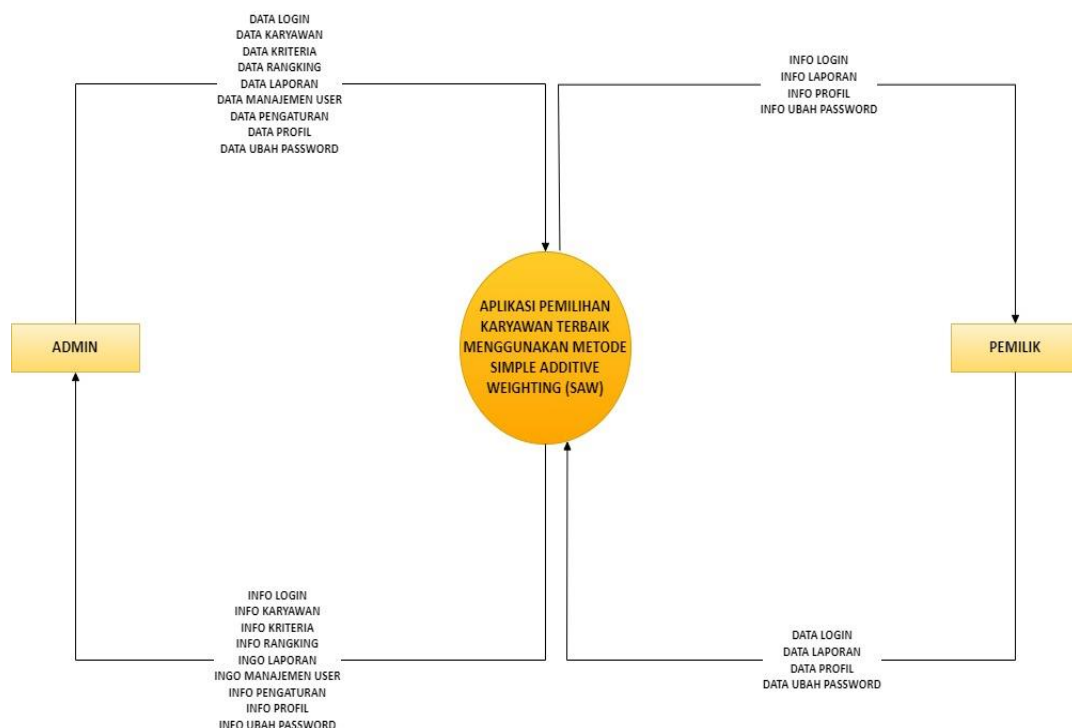 DATA LOGIN
DATA KARYAWAN
DATA KRITERIA
DATA RANGKING
DATA LAPORAN
DATA MANAJEMEN USER
DATA PENGATURAN
DATA PROFIL
DATA UBAH PASSWORD
INFO LOGIN
INFO LAPORAN
INFO PROFIL
INFO UBAH PASSWORD
ADMIN
APLIKASI PEMILIHAN
KARYAWAN TERBAIK
MENGGUNAKAN METODE
SIMPLE ADDITIVE
WEIGHTING (SAW)
PEMILIK
INFO LOGIN
INFO KARYAWAN
INFO KRITERIA
INFO RANGKING
INGO LAPORAN
INGO MANAJEMEN USER
INFO PENGATURAN
INFO PROFIL
INFO UBAH PASSWORD
DATA LOGIN
DATA LAPORAN
DATA PROFIL
DATA UBAH PASSWORD